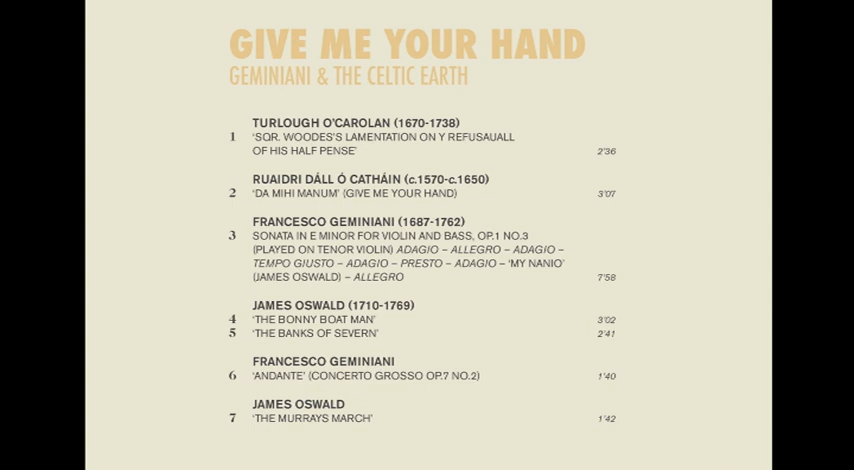 GIVE ME YOUR HAND
GEMINIANI & THE CELTIC EARTH
TURLOUGH O'CAROLAN (1670-1738)
1 ‘SQR. WOODES'S LAMENTATION ON Y REFUSAUALL
OF HIS HALF PENSE’ 2’36
RUAIDRI DÁLL Ó CATHÁIN (c.1570-c.1650)
2 ‘DA MIHI MANUM’ (GIVE ME YOUR HAND) 3’07
FRANCESCO GEMINIANI (1687-1762)
3 SONATA IN E MINOR FOR VIOLIN AND BASS, OP.1 NO.3
(PLAYED ON TENOR VIOLIN) ADAGIO – ALLEGRO – ADAGIO –
TEMPO GIUSTO – ADAGIO – PRESTO – ADAGIO – ‘MY NANIO’
(JAMES OSWALD) – ALLEGRO 7’58
JAMES OSWALD (1710-1769)
4 ‘THE BONNY BOAT MAN’ 3’02
5 ‘THE BANKS OF SEVERN’ 2’41
FRANCESCO GEMINIANI
6 ‘ANDANTE’ (CONCERTO GROSSO OP.7 NO.2) 1’40
JAMES OSWALD
7 ‘THE MURRAYS MARCH’ 1’42